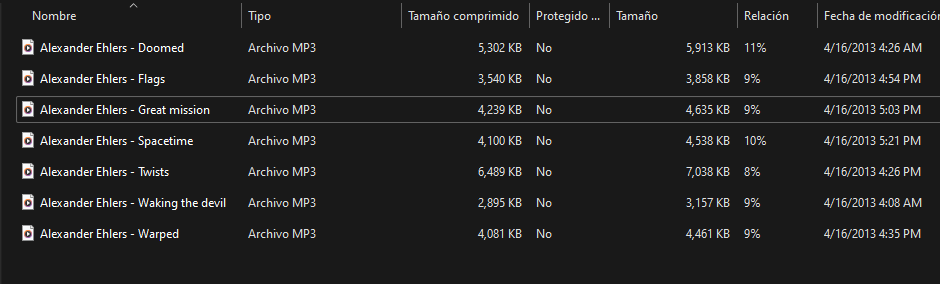 Nombre Tipo Tamaño comprimido Protegido ... Tamaño Relación Fecha de modificación
Alexander Ehlers - Doomed Archivo MP3 5,302 KB No 5,913 KB 11% 4/16/2013 4:26 AM
Alexander Ehlers - Flags Archivo MP3 3,540 KB No 3,858 KB 9% 4/16/2013 4:54 PM
Alexander Ehlers - Great mission Archivo MP3 4,239 KB No 4,635 KB 9% 4/16/2013 5:03 PM
Alexander Ehlers - Spacetime Archivo MP3 4,100 KB No 4,538 KB 10% 4/16/2013 5:21 PM
Alexander Ehlers - Twists Archivo MP3 6,489 KB No 7,038 KB 8% 4/16/2013 4:26 PM
Alexander Ehlers - Waking the devil Archivo MP3 2,895 KB No 3,157 KB 9% 4/16/2013 4:08 AM
Alexander Ehlers - Warped Archivo MP3 4,081 KB No 4,461 KB 9% 4/16/2013 4:35 PM